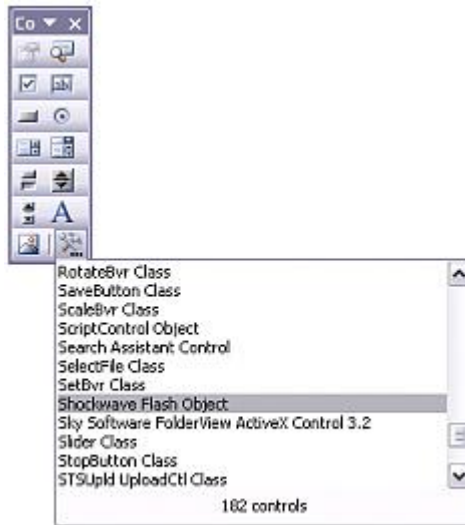 Co
abl
A
RotateBvr Class
SaveButton Class
ScaleBvr Class
ScriptControl Object
Search Assistant Control
SelectFile Class
SetBvr Class
Shockwave Flash Object
Sky Software FolderView ActiveX Control 3.2
Slider Class
StopButton Class
STSUpld UploadCtl Class
182 controls